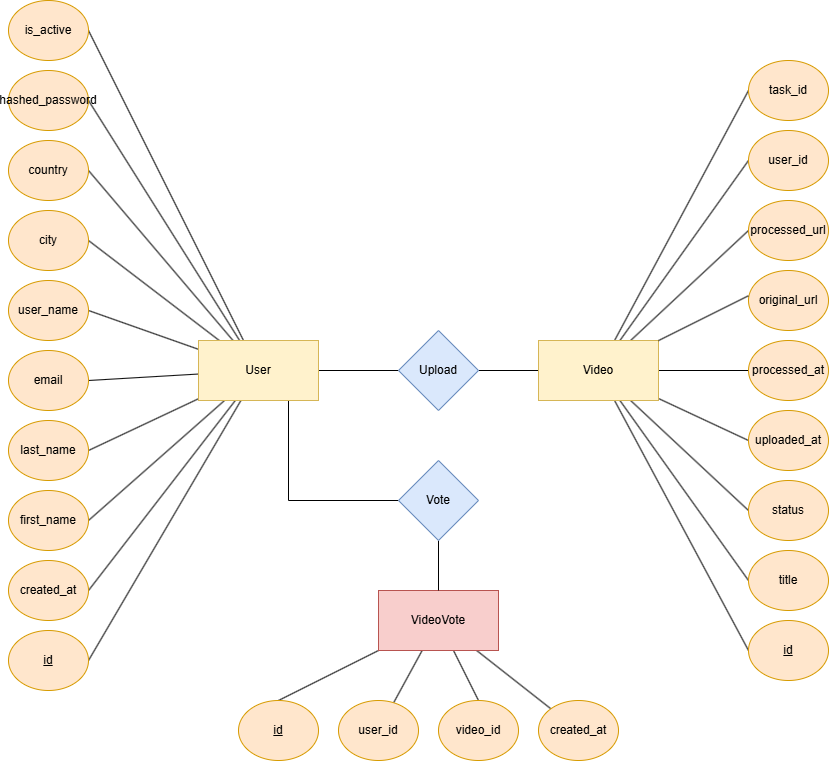 is_active
hashed_password
country
city
user_name
email
last_name
first_name
created_at
id
User
Upload
Vote
Video
task_id
user_id
processed_url
original_url
processed_at
uploaded_at
status
title
id
VideoVote
id
user_id
video_id
created_at